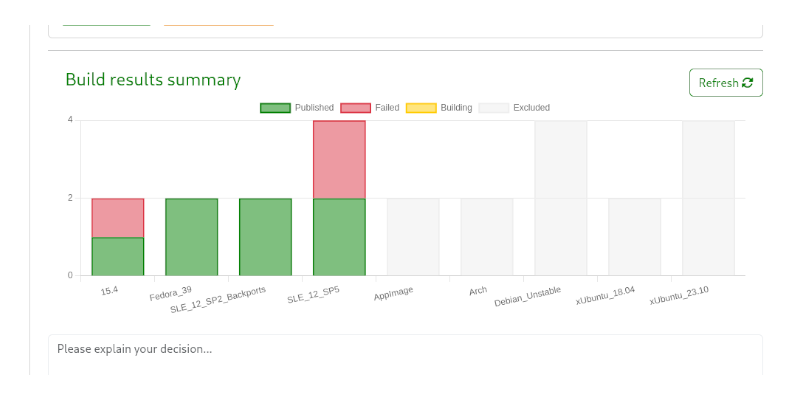 Build results summary
Refresh
Published Failed Building Excluded
4
2
0
15.4 Fedora_39 SLE_12_SP2_Backports SLE_12_SP5 AppImage Arch Debian_Unstable xUbuntu_18.04 xUbuntu_23.10
Please explain your decision...